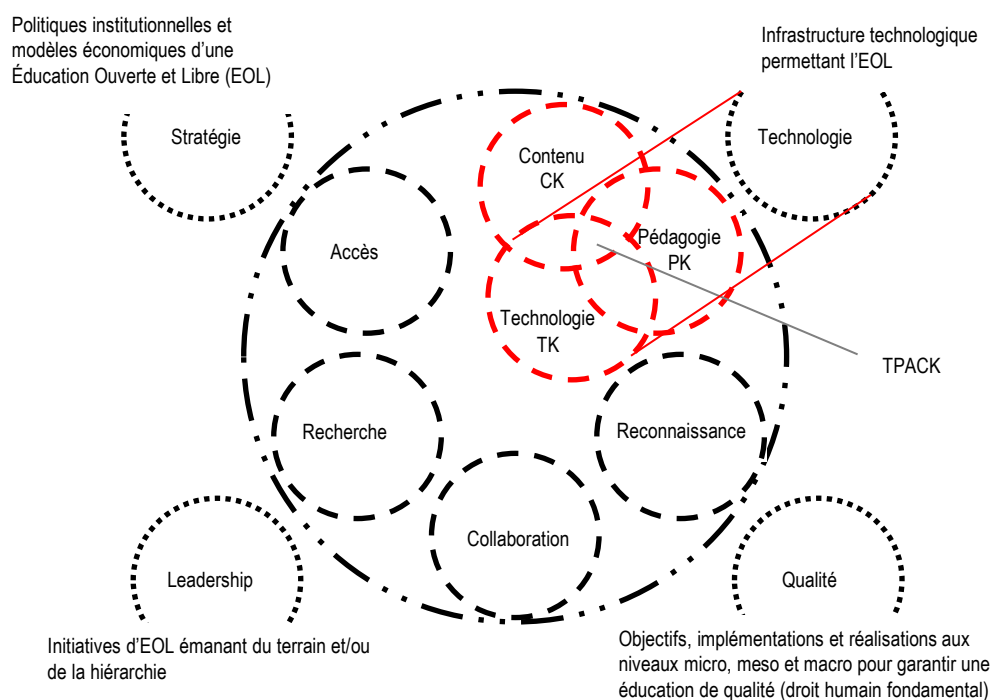 Politiques institutionnelles et
modèles économiques d’une
Éducation Ouverte et Libre (EOL)
Infrastructure technologique
permettant l’EOL
Stratégie
Technologie
Contenu
CK
Accès
Pédagogie
PK
Technologie
TK
TPACK
Recherche
Reconnaissance
Collaboration
Leadership
Qualité
Initiatives d’EOL émanant du terrain et/ou
de la hiérarchie
Objectifs, implémentations et réalisations aux
niveaux micro, meso et macro pour garantir une
éducation de qualité (droit humain fondamental)